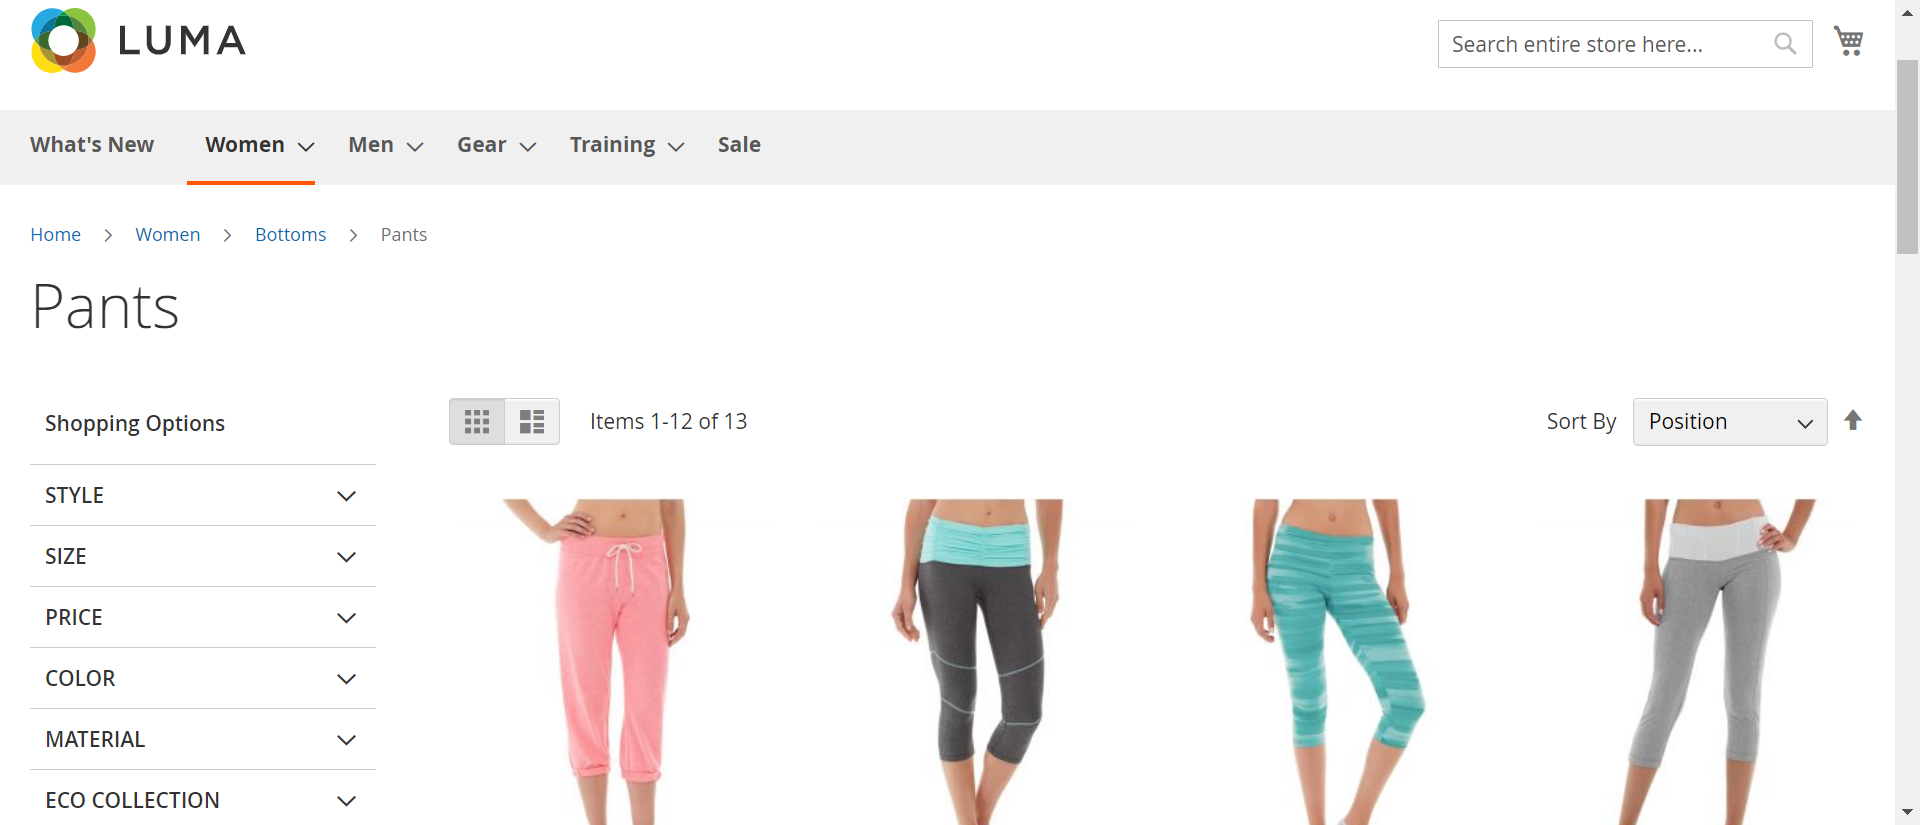 LUMA
Search entire store here...
What's New Women Men Gear Training Sale
Home Women Bottoms Pants
Pants
Shopping Options
Items 1-12 of 13
Sort By Position
STYLE
SIZE
PRICE
COLOR
MATERIAL
ECO COLLECTION